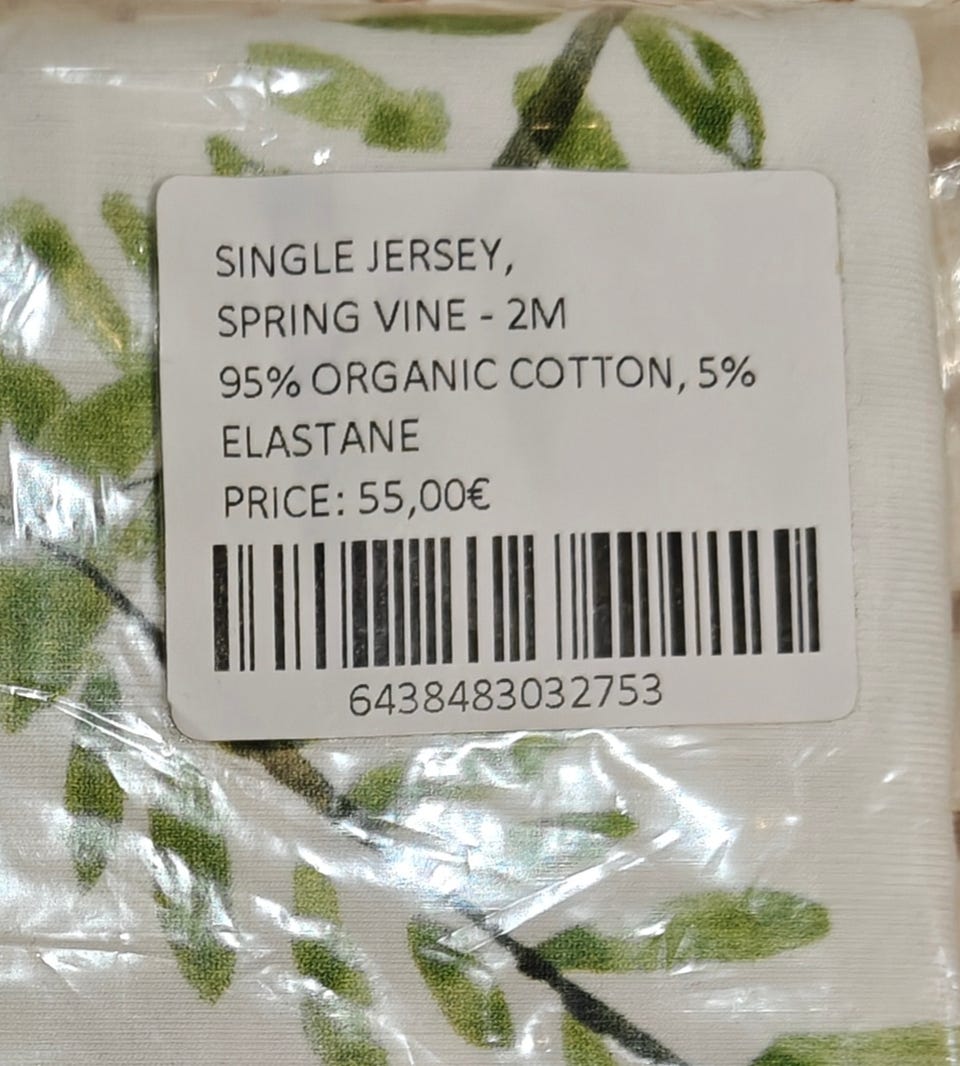 SINGLE JERSEY,
SPRING VINE - 2M
95% ORGANIC COTTON, 5%
ELASTANE
PRICE: 55,00€
6438483032753